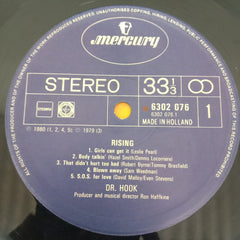 ALL RIGHTS OF THE PRODUCER AND OF THE OWNER OF THE RECORDED WORK RESERVED. UNAUTHORISED COPYING, HIRING, LENDING, PUBLIC PERFORMANCE AND BROADCASTING OF THIS RECORD PROHIBITED
mercury
STEREO 33 1/3
6302 076
6302 076.1
MADE IN HOLLAND
1
℗ 1980 (1, 2, 4, 5) ℗ 1979 (3)
RISING
1. Girls can get it (Leslie Pearl)
2. Body talkin' (Hazel Smith/Dennis Locorriere)
3. That didn't hurt too bad (Robert Byrne/Tommy Brasfield)
4. Blown away (Sam Weedman)
5. S.O.S. for love (David Malloy/Even Stevens)
DR. HOOK
Producer and musical director Ron Haffkine